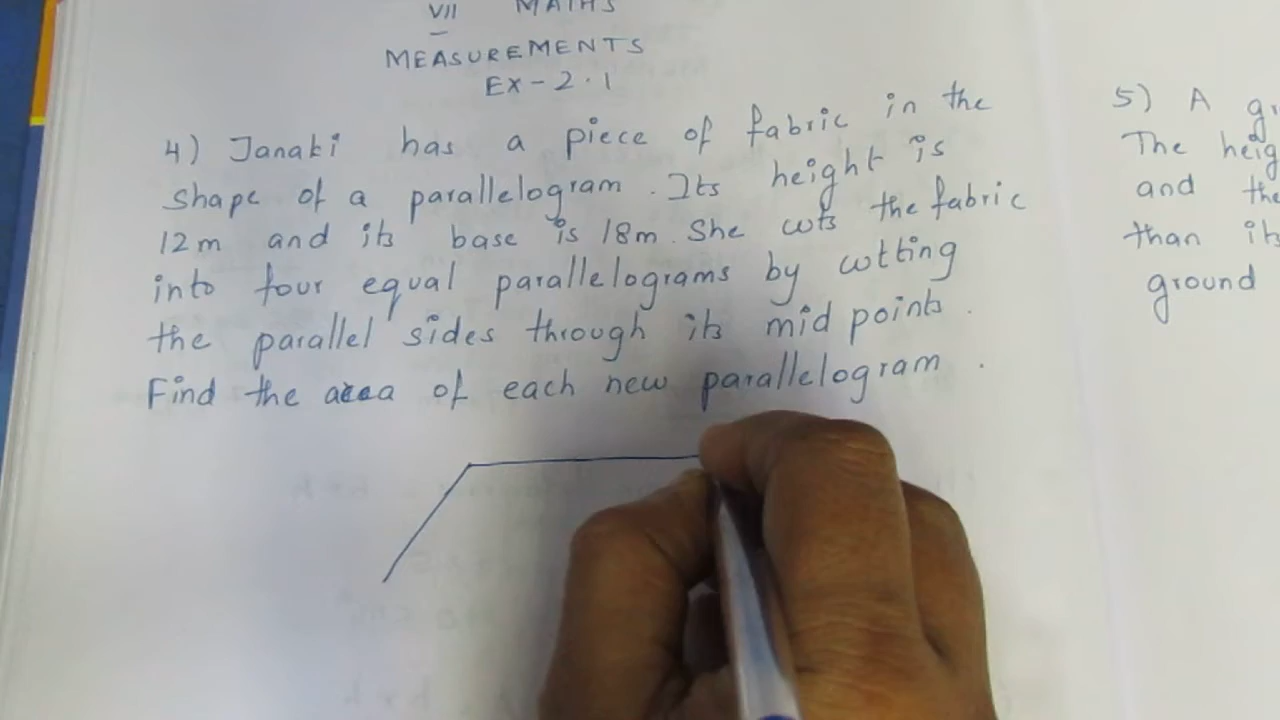 VII MATHS
MEASUREMENTS
EX - 2.1
4) Janaki has a piece of fabric in the
shape of a parallelogram. Its height is
12m and its base is 18m. She cuts the fabric
into four equal parallelograms by cutting
the parallel sides through its mid points.
Find the area of each new parallelogram.
5) A
The
and the
than its
ground